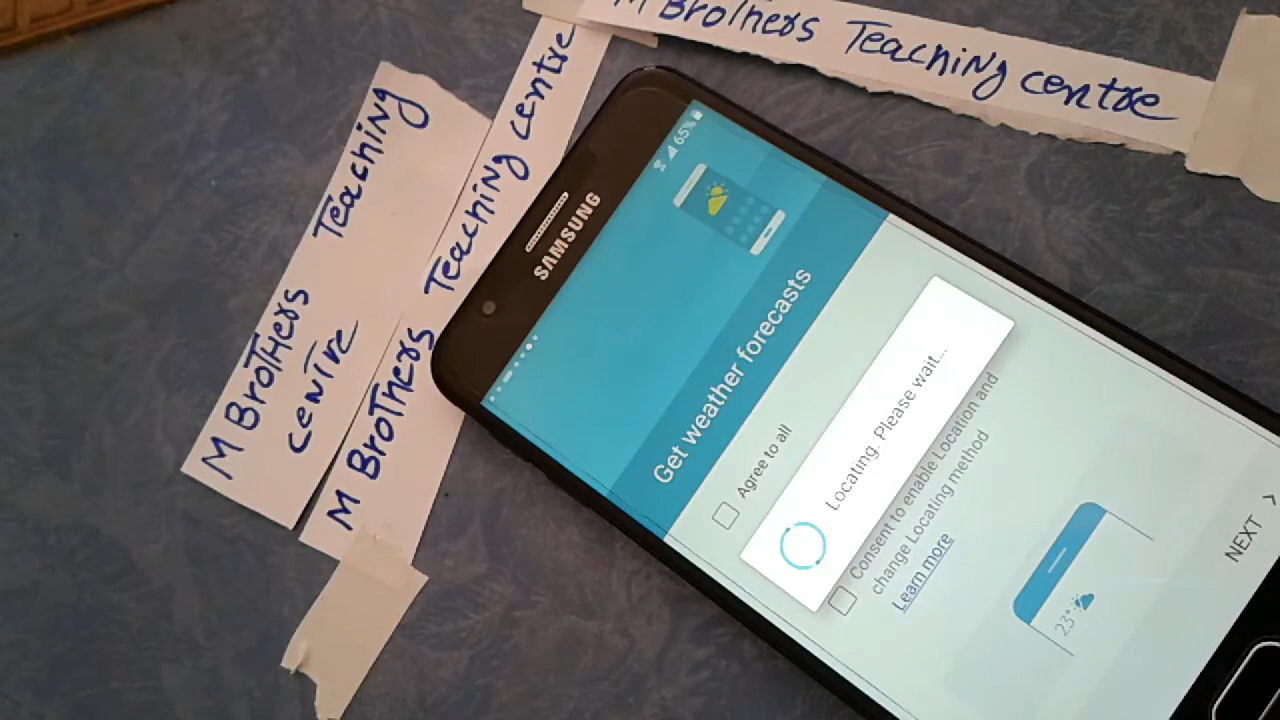 M BroTHers Teaching centre
M BroTHers Teaching
centre
M BroTHers Teaching centre
SAMSUNG
65%
Get weather forecasts
Agree to all
Locating. Please wait...
Consent to enable Location and
change Locating method
Learn more
23°
NEXT >